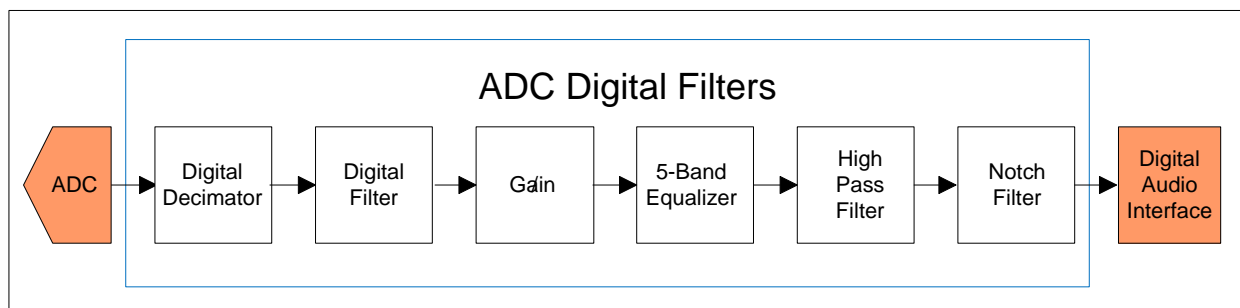 ADC Digital Filters
ADC
Digital
Decimator
Digital
Filter
Gain
5-Band
Equalizer
High
Pass
Filter
Notch
Filter
Digital
Audio
Interface